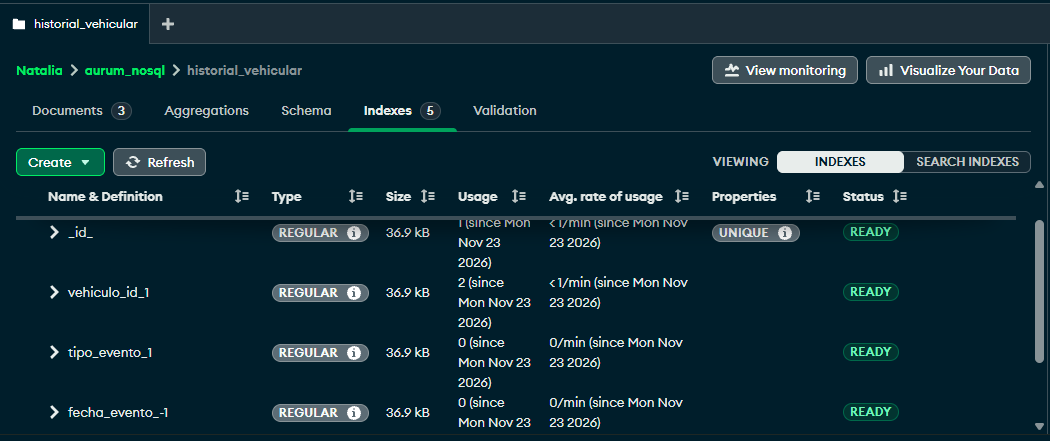 historial_vehicular
Natalia > aurum_nosql > historial_vehicular
View monitoring
Visualize Your Data
Documents 3 Aggregations Schema Indexes 5 Validation
Create Refresh
VIEWING INDEXES SEARCH INDEXES
Name & Definition Type Size Usage Avg. rate of usage Properties Status
_id_ REGULAR 36.9 kB 1 (since Mon Nov 23 2026) <1/min (since Mon Nov 23 2026) UNIQUE READY
vehiculo_id_1 REGULAR 36.9 kB 2 (since Mon Nov 23 2026) <1/min (since Mon Nov 23 2026) READY
tipo_evento_1 REGULAR 36.9 kB 0 (since Mon Nov 23 2026) 0/min (since Mon Nov 23 2026) READY
fecha_evento_-1 REGULAR 36.9 kB 0 (since Mon Nov 23 0/min (since Mon Nov 23 2026) READY